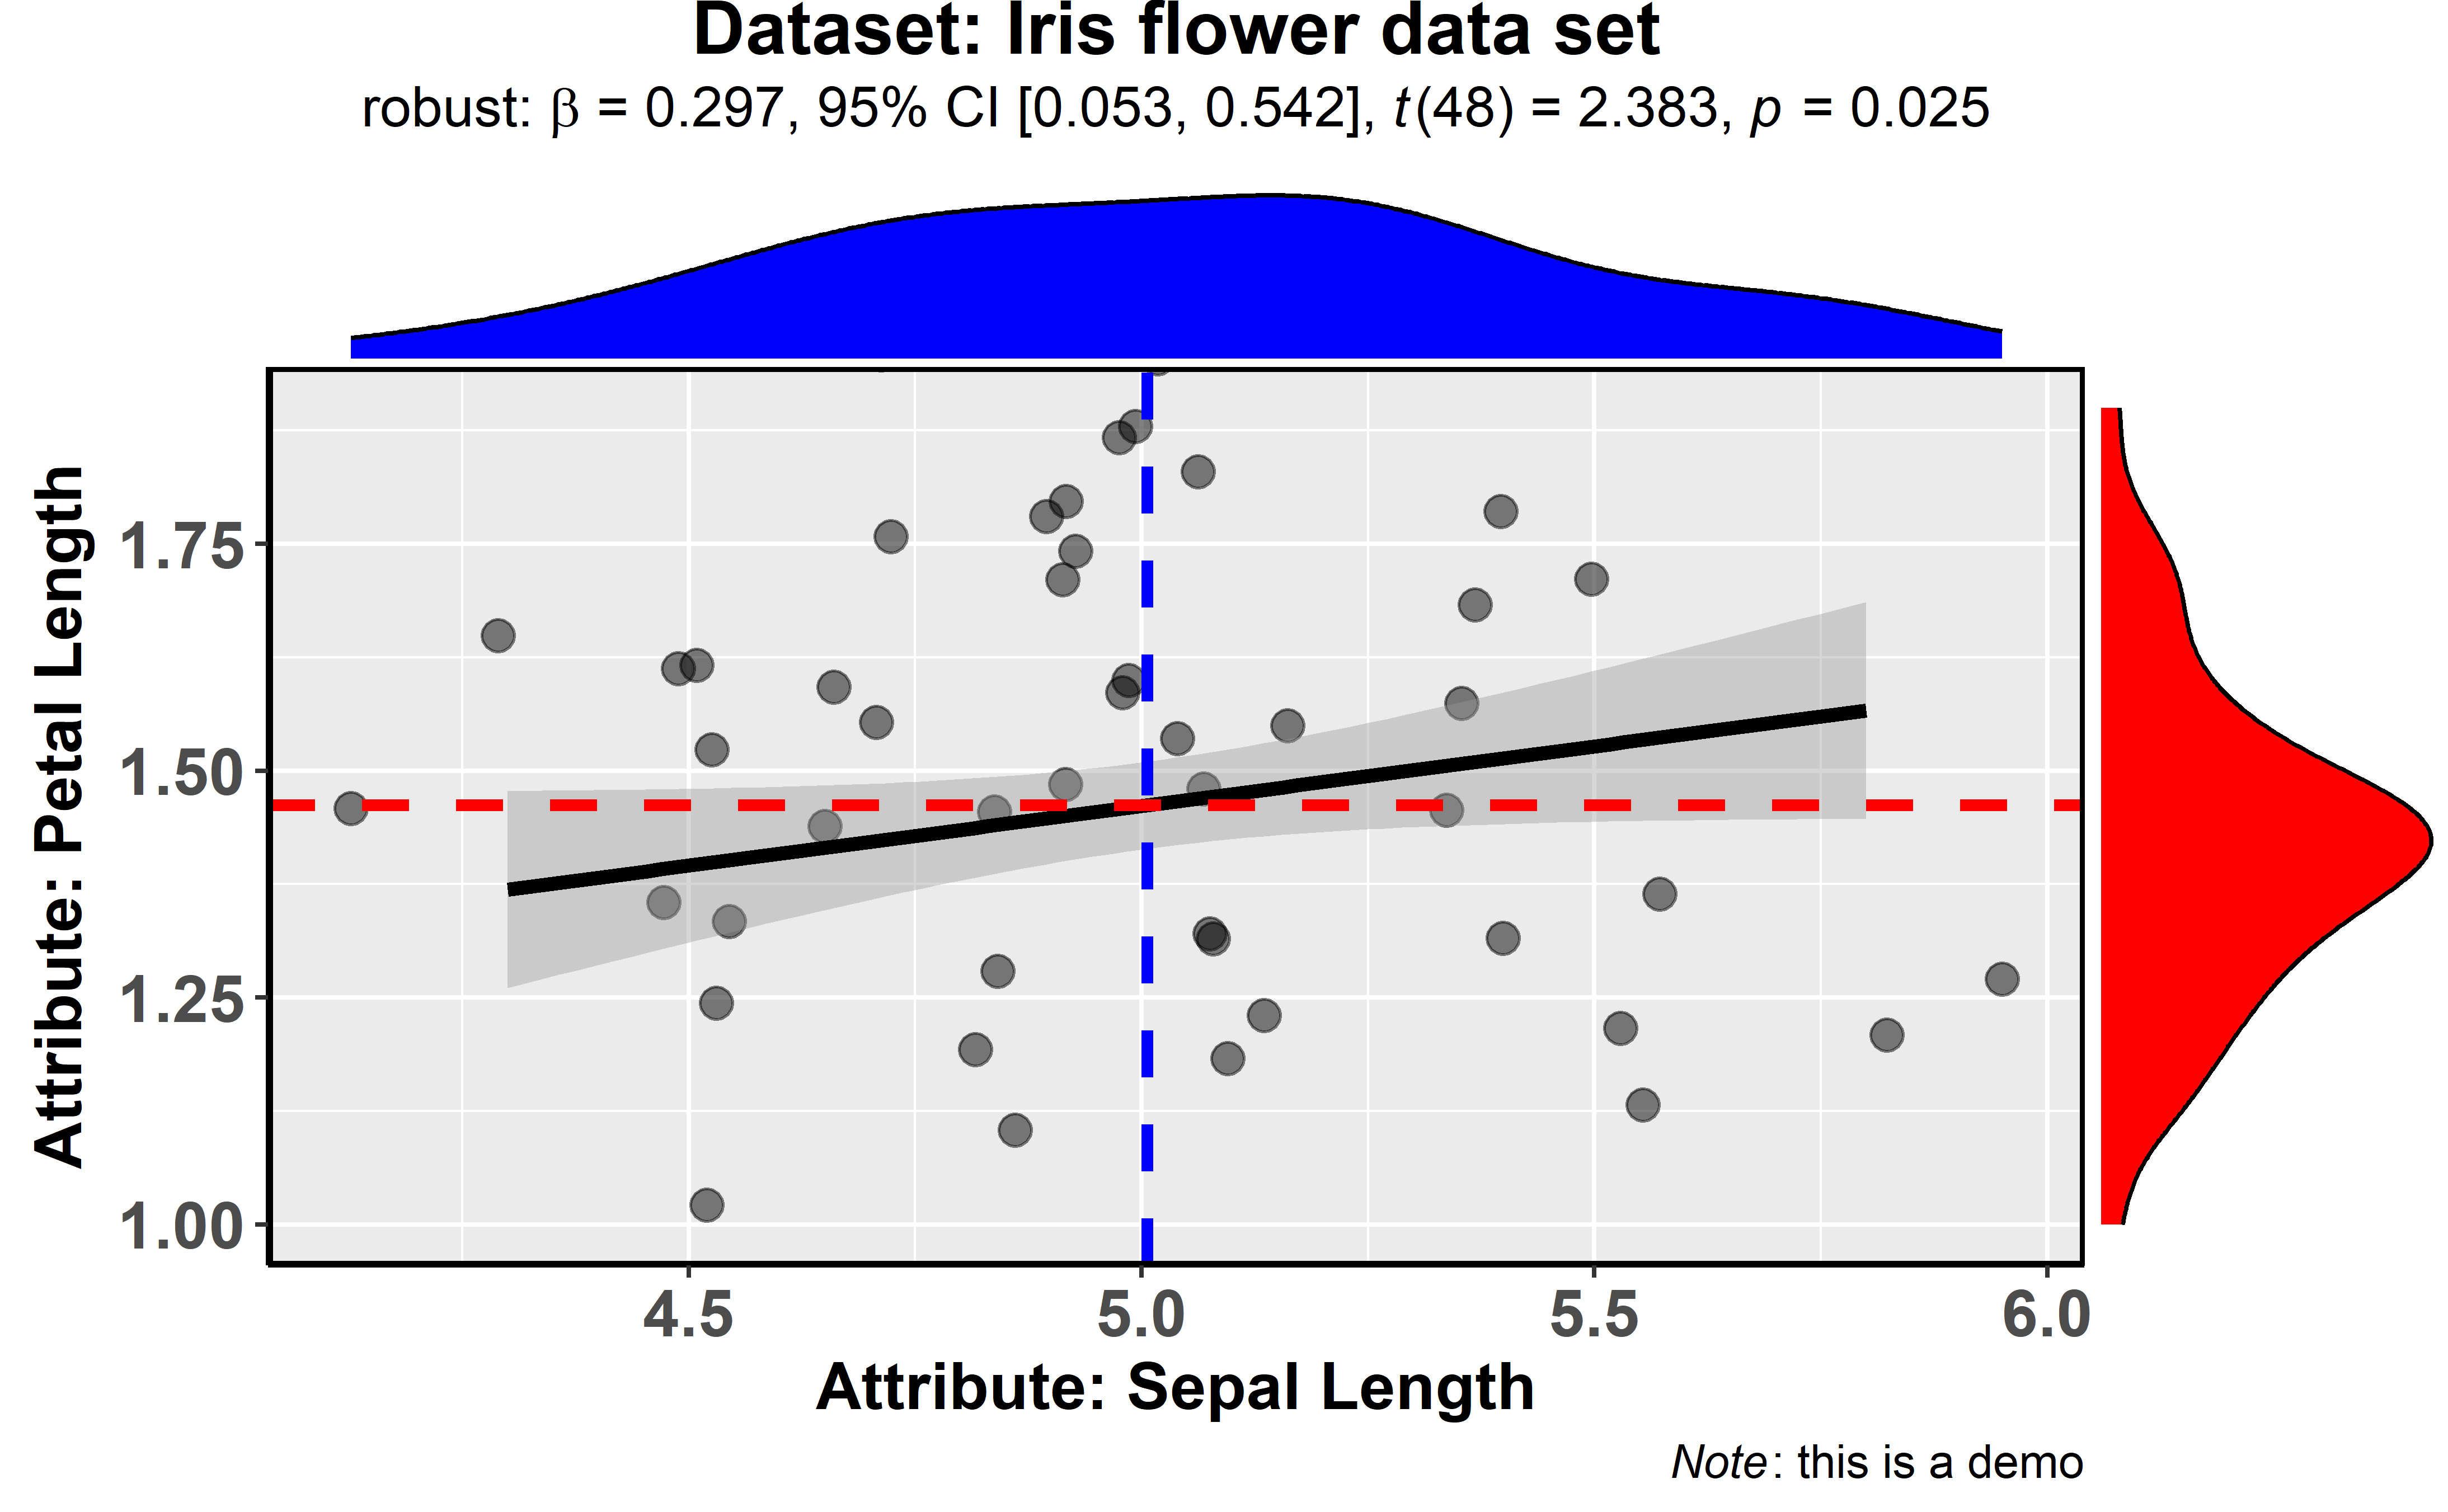 Dataset: Iris flower data set
robust: β = 0.297, 95% CI [0.053, 0.542], t(48) = 2.383, p = 0.025
Attribute: Petal Length
1.75
1.50
1.25
1.00
4.5 5.0 5.5 6.0
Attribute: Sepal Length
Note: this is a demo